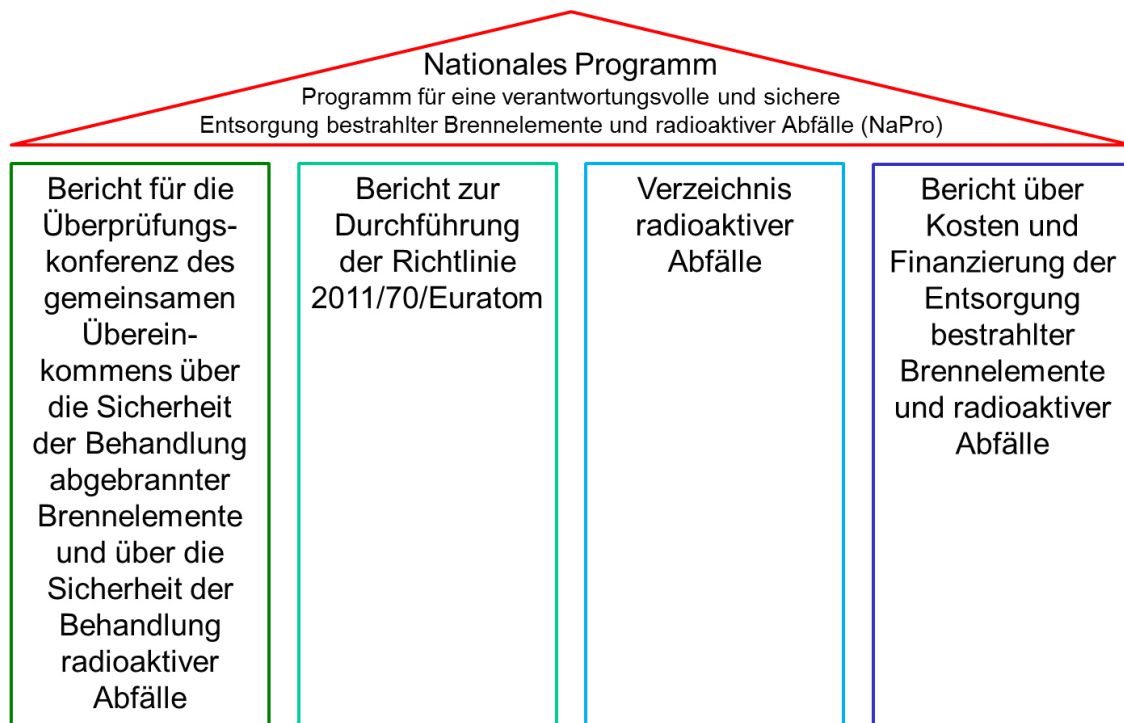 Nationales Programm
Programm für eine verantwortungsvolle und sichere
Entsorgung bestrahlter Brennelemente und radioaktiver Abfälle (NaPro)
Bericht für die
Überprüfungs-
konferenz des
gemeinsamen
Überein-
kommens über
die Sicherheit
der Behandlung
abgebrannter
Brennelemente
und über die
Sicherheit der
Behandlung
radioaktiver
Abfälle
Bericht zur
Durchführung
der Richtlinie
2011/70/Euratom
Verzeichnis
radioaktiver
Abfälle
Bericht über
Kosten und
Finanzierung der
Entsorgung
bestrahlter
Brennelemente
und radioaktiver
Abfälle